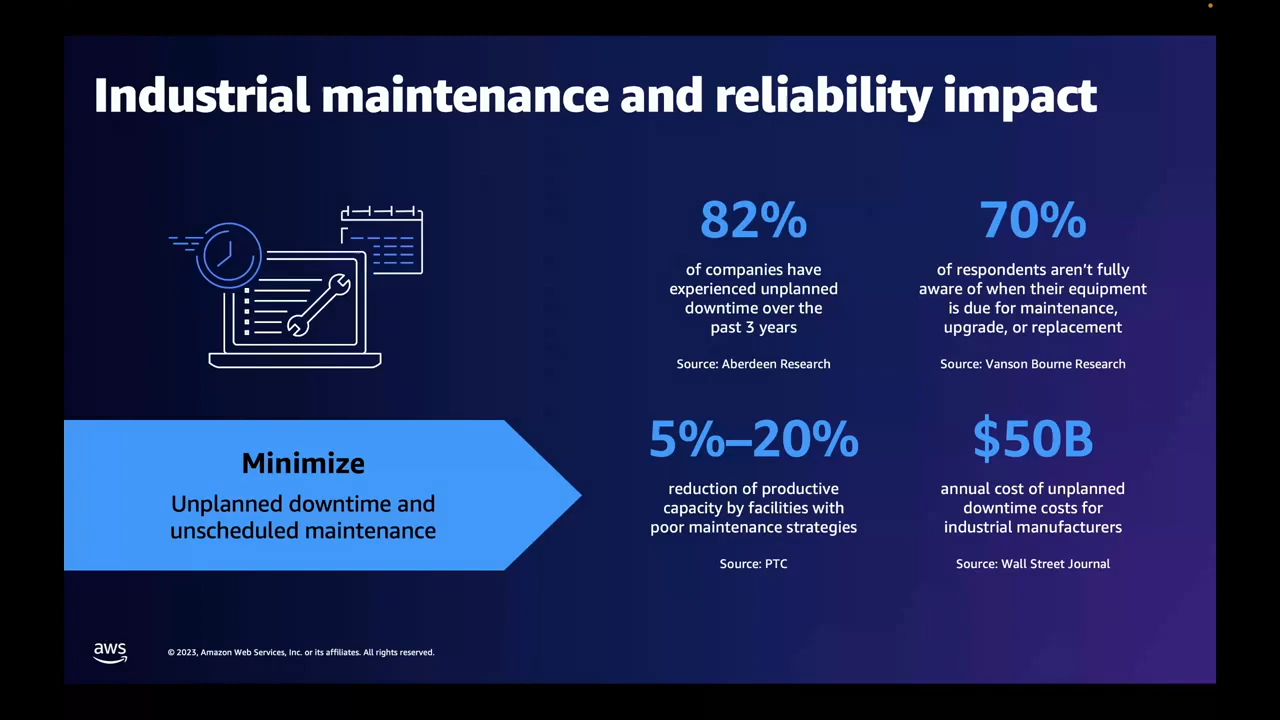 Industrial maintenance and reliability impact
Minimize
Unplanned downtime and
unscheduled maintenance
82%
of companies have
experienced unplanned
downtime over the
past 3 years
Source: Aberdeen Research
70%
of respondents aren't fully
aware of when their equipment
is due for maintenance,
upgrade, or replacement
Source: Vanson Bourne Research
5%–20%
reduction of productive
capacity by facilities with
poor maintenance strategies
Source: PTC
$50B
annual cost of unplanned
downtime costs for
industrial manufacturers
Source: Wall Street Journal
aws
© 2023, Amazon Web Services, Inc. or its affiliates. All rights reserved.